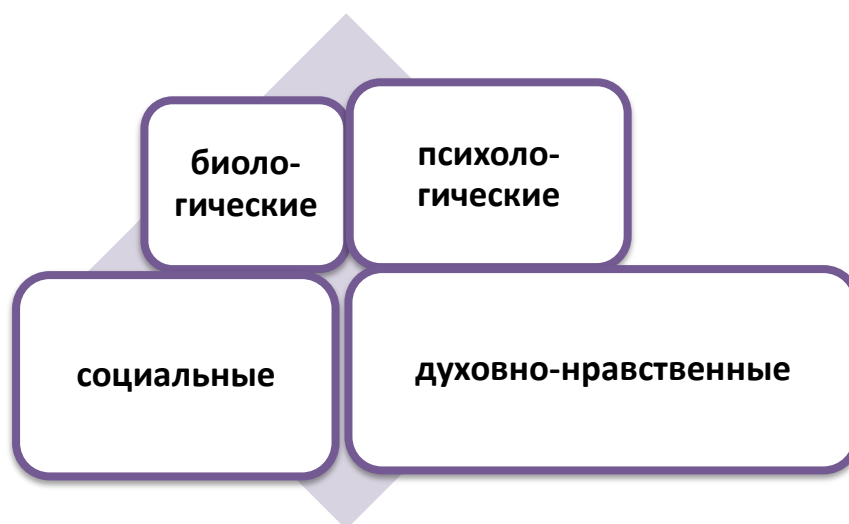 биоло-
гические
психоло-
гические
социальные
духовно-нравственные